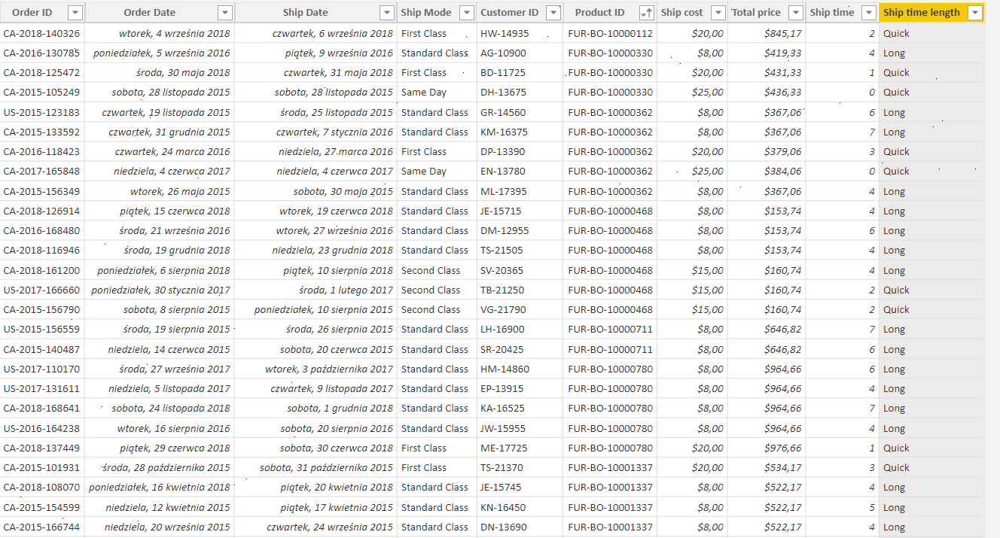 Order ID Order Date Ship Date Ship Mode Customer ID Product ID Ship cost Total price Ship time Ship time length
CA-2018-140326 wtorek, 4 września 2018 czwartek, 6 września 2018 First Class HW-14935 FUR-BO-10000112 $20,00 $845,17 2 Quick
CA-2016-130785 poniedziałek, 5 września 2016 piątek, 9 września 2016 Standard Class AG-10900 FUR-BO-10000330 $8,00 $419,33 4 Long
CA-2018-125472 środa, 30 maja 2018 czwartek, 31 maja 2018 First Class BD-11725 FUR-BO-10000330 $20,00 $431,33 1 Quick
CA-2015-105249 sobota, 28 listopada 2015 sobota, 28 listopada 2015 Same Day DH-13675 FUR-BO-10000330 $25,00 $436,33 0 Quick
US-2015-123183 czwartek, 19 listopada 2015 środa, 25 listopada 2015 Standard Class GR-14560 FUR-BO-10000362 $8,00 $367,06 6 Long
CA-2015-133592 czwartek, 31 grudnia 2015 czwartek, 7 stycznia 2016 Standard Class KM-16375 FUR-BO-10000362 $8,00 $367,06 7 Long
CA-2016-118423 czwartek, 24 marca 2016 niedziela, 27 marca 2016 First Class DP-13390 FUR-BO-10000362 $20,00 $379,06 3 Quick
CA-2017-165848 niedziela, 4 czerwca 2017 niedziela, 4 czerwca 2017 Same Day EN-13780 FUR-BO-10000362 $25,00 $384,06 0 Quick
CA-2015-156349 wtorek, 26 maja 2015 sobota, 30 maja 2015 Standard Class ML-17395 FUR-BO-10000362 $8,00 $367,06 4 Long
CA-2018-126914 piątek, 15 czerwca 2018 wtorek, 19 czerwca 2018 Standard Class JE-15715 FUR-BO-10000468 $8,00 $153,74 4 Long
CA-2016-168480 środa, 21 września 2016 wtorek, 27 września 2016 Standard Class DM-12955 FUR-BO-10000468 $8,00 $153,74 6 Long
CA-2018-116946 środa, 19 grudnia 2018 niedziela, 23 grudnia 2018 Standard Class TS-21505 FUR-BO-10000468 $8,00 $153,74 4 Long
CA-2018-161200 poniedziałek, 6 sierpnia 2018 piątek, 10 sierpnia 2018 Second Class SV-20365 FUR-BO-10000468 $15,00 $160,74 4 Long
US-2017-166660 poniedziałek, 30 stycznia 2017 środa, 1 lutego 2017 Second Class TB-21250 FUR-BO-10000468 $15,00 $160,74 2 Quick
CA-2015-156790 sobota, 8 sierpnia 2015 poniedziałek, 10 sierpnia 2015 Second Class VG-21790 FUR-BO-10000468 $15,00 $160,74 2 Quick
US-2015-156559 środa, 19 sierpnia 2015 środa, 26 sierpnia 2015 Standard Class LH-16900 FUR-BO-10000711 $8,00 $646,82 7 Long
CA-2015-140487 niedziela, 14 czerwca 2015 sobota, 20 czerwca 2015 Standard Class SR-20425 FUR-BO-10000711 $8,00 $646,82 6 Long
US-2017-110170 środa, 27 września 2017 wtorek, 3 października 2017 Standard Class HM-14860 FUR-BO-10000780 $8,00 $964,66 6 Long
US-2017-131611 niedziela, 5 listopada 2017 czwartek, 9 listopada 2017 Standard Class EP-13915 FUR-BO-10000780 $8,00 $964,66 4 Long
CA-2018-168641 sobota, 24 listopada 2018 sobota, 1 grudnia 2018 Standard Class KA-16525 FUR-BO-10000780 $8,00 $964,66 7 Long
US-2016-164238 wtorek, 16 sierpnia 2016 sobota, 20 sierpnia 2016 Standard Class JW-15955 FUR-BO-10000780 $8,00 $964,66 4 Long
CA-2018-137449 piątek, 29 czerwca 2018 sobota, 30 czerwca 2018 First Class ME-17725 FUR-BO-10000780 $20,00 $976,66 1 Quick
CA-2015-101931 środa, 28 października 2015 sobota, 31 października 2015 First Class TS-21370 FUR-BO-10001337 $20,00 $534,17 3 Quick
CA-2018-108070 poniedziałek, 16 kwietnia 2018 piątek, 20 kwietnia 2018 Standard Class JE-15745 FUR-BO-10001337 $8,00 $522,17 4 Long
CA-2015-154599 niedziela, 12 kwietnia 2015 piątek, 17 kwietnia 2015 Standard Class KN-16450 FUR-BO-10001337 $8,00 $522,17 5 Long
CA-2015-166744 niedziela, 20 września 2015 czwartek, 24 września 2015 Standard Class DN-13690 FUR-BO-10001337 $8,00 $522,17 4 Long